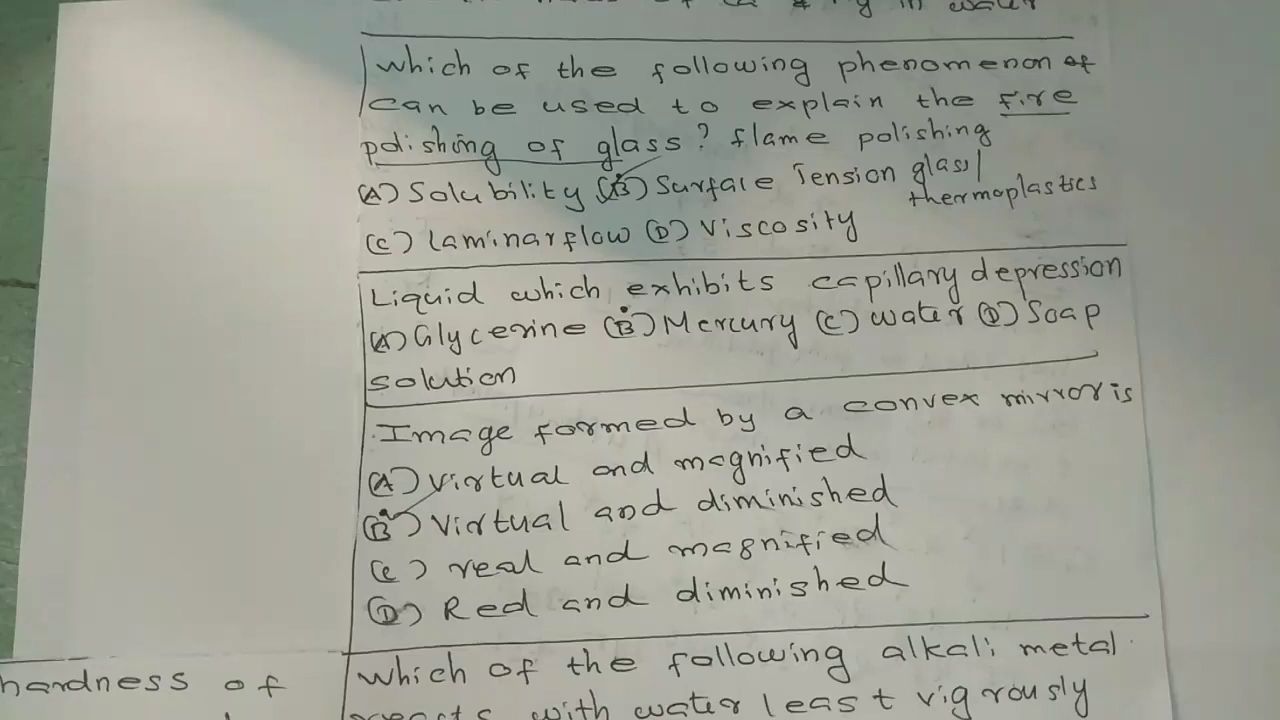 in water
which of the following phenomenon of
can be used to explain the fire
polishing of glass? flame polishing
(A) Solubility (B) Surface Tension glass/
thermoplastics
(C) laminar flow (D) Viscosity
Liquid which exhibits capillary depression
(A) Glycerine (B) Mercury (C) water (D) Soap
solution
Image formed by a convex mirror is
(A) Virtual and magnified
(B) Virtual and diminished
(C) real and magnified
(D) Red and diminished
hardness of
which of the following alkali metal
with water least vigrously